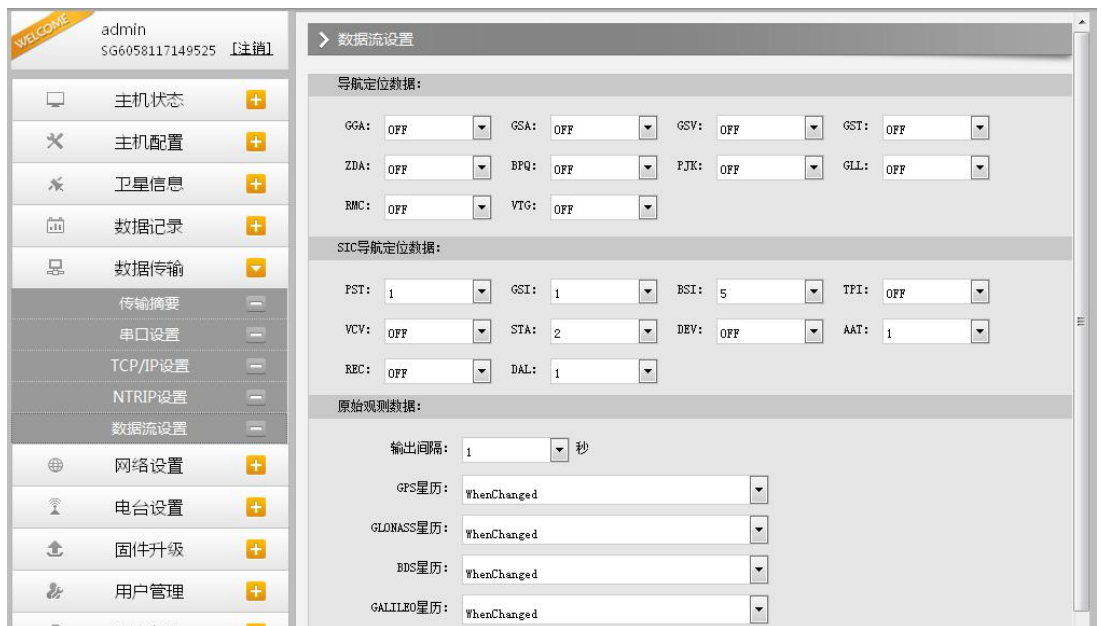 WELCOME
admin
SG6058117149525 [注销]
主机状态
主机配置
卫星信息
数据记录
数据传输
传输摘要
串口设置
TCP/IP设置
NTRIP设置
数据流设置
网络设置
电台设置
固件升级
用户管理
数据流设置
导航定位数据:
GGA: OFF GSA: OFF GSV: OFF GST: OFF
ZDA: OFF BPQ: OFF PJK: OFF GLL: OFF
RMC: OFF VTG: OFF
SIC导航定位数据:
PST: 1 GSI: 1 BSI: 5 TPI: OFF
VCV: OFF STA: 2 DEV: OFF AAT: 1
REC: OFF DAL: 1
原始观测数据:
输出间隔: 1 秒
GPS星历: WhenChanged
GLONASS星历: WhenChanged
BDS星历: WhenChanged
GALILEO星历: WhenChanged